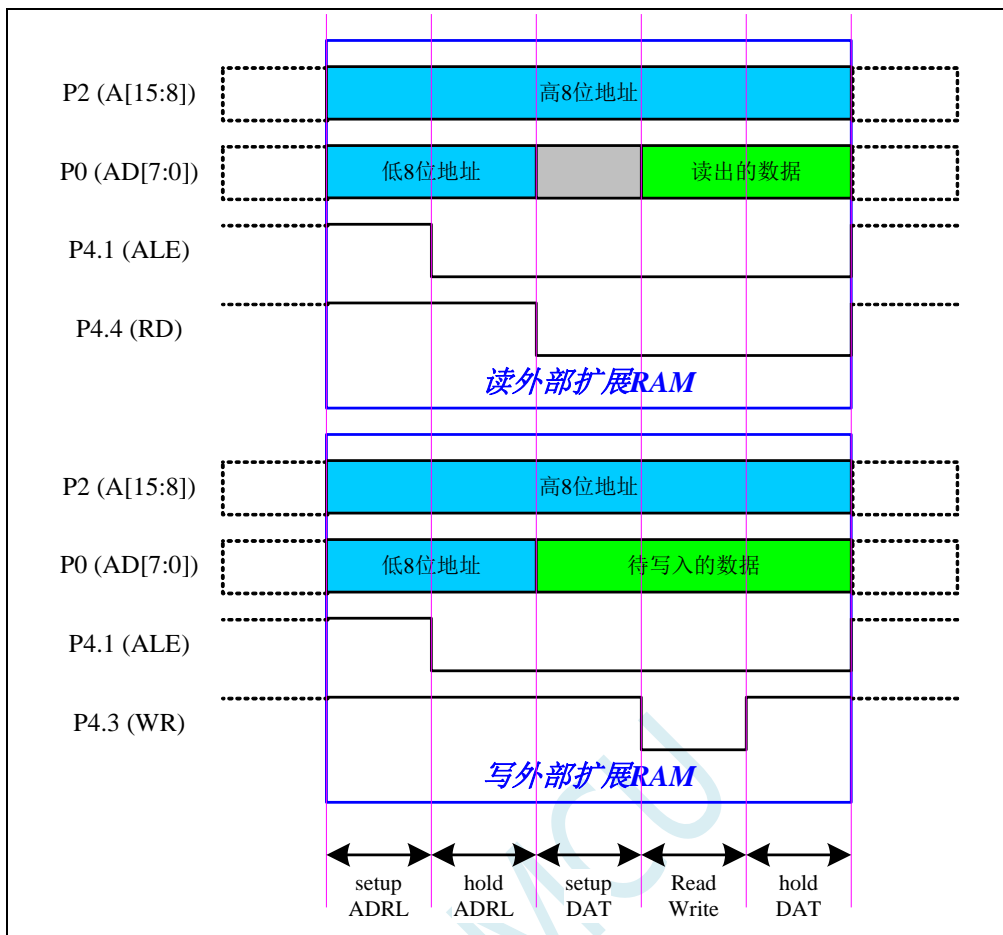 P2 (A[15:8])
高8位地址
P0 (AD[7:0])
低8位地址
读出的数据
P4.1 (ALE)
P4.4 (RD)
读外部扩展RAM
P2 (A[15:8])
高8位地址
P0 (AD[7:0])
低8位地址
待写入的数据
P4.1 (ALE)
P4.3 (WR)
写外部扩展RAM
setup
ADRL
hold
ADRL
setup
DAT
Read
Write
hold
DAT
MCU